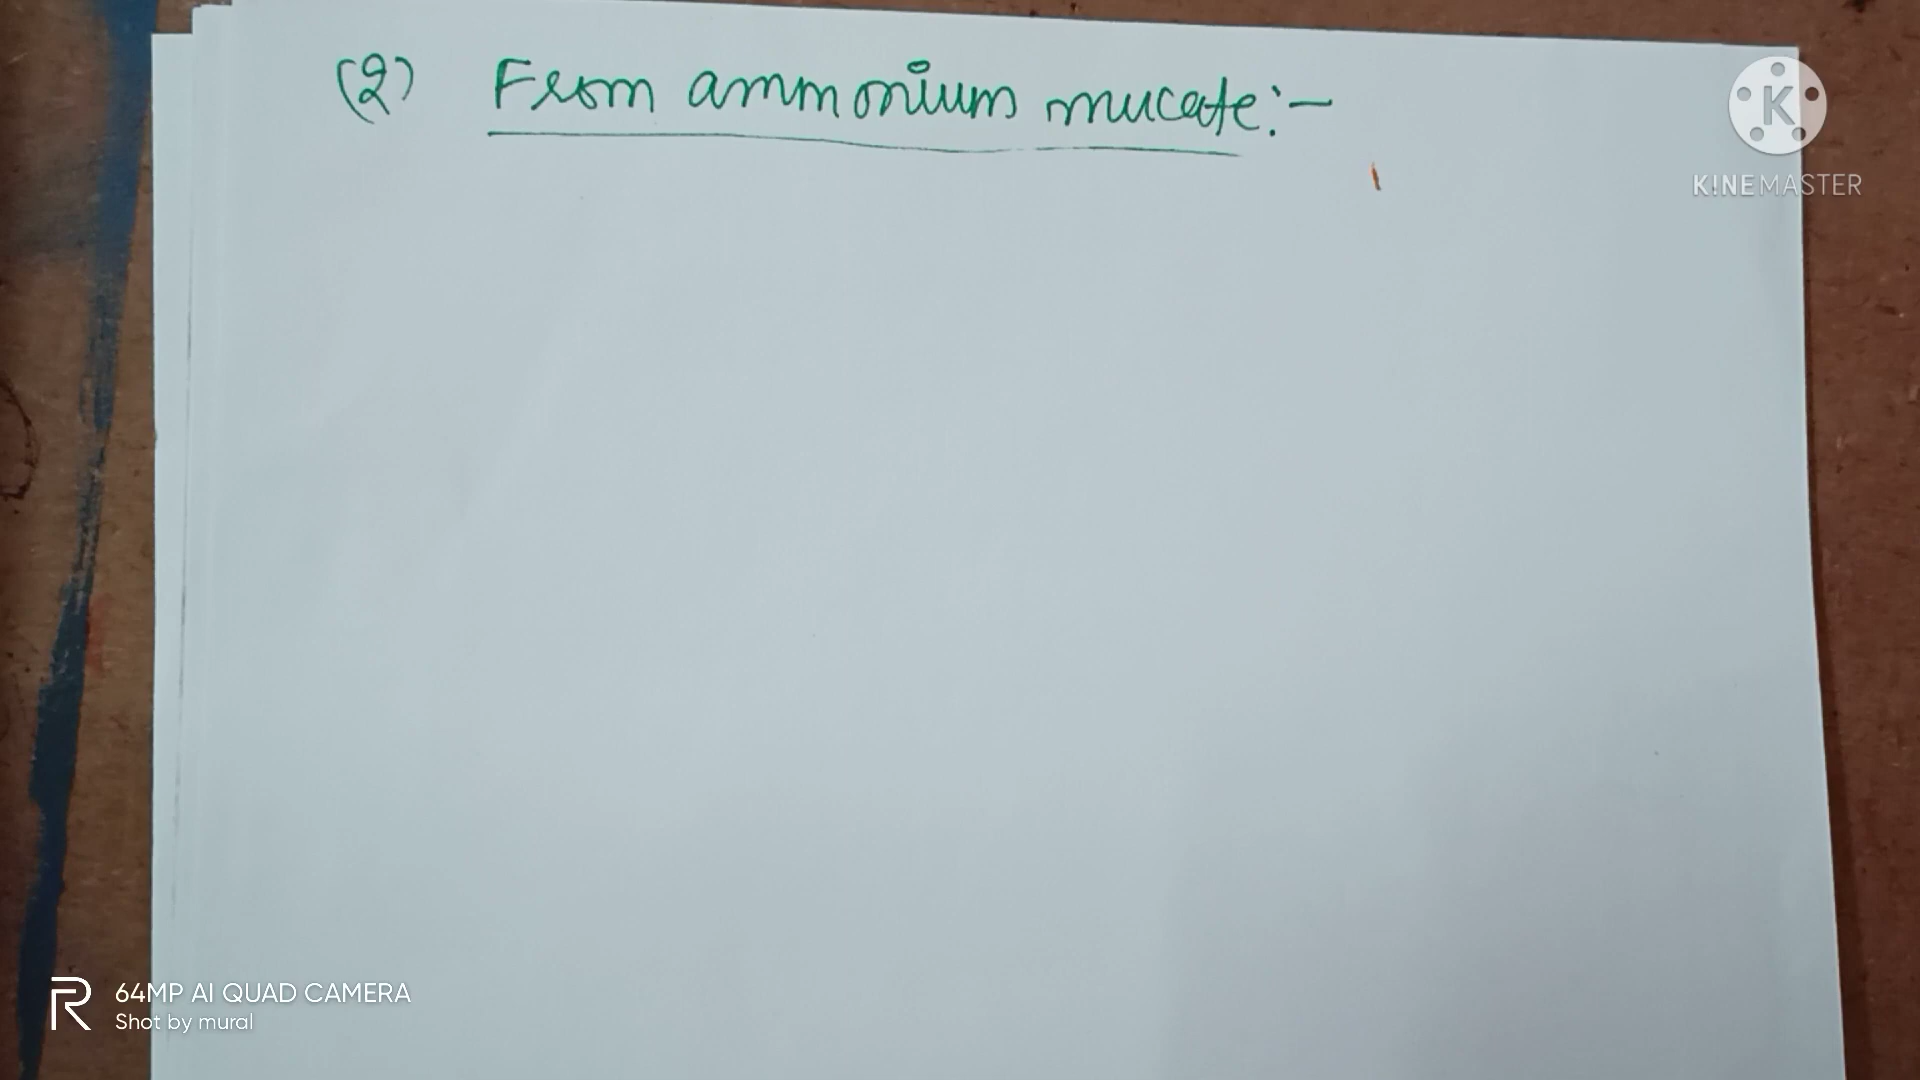 (2) From ammonium mucate:-
K
KINEMASTER
R 64MP AI QUAD CAMERA
Shot by mural